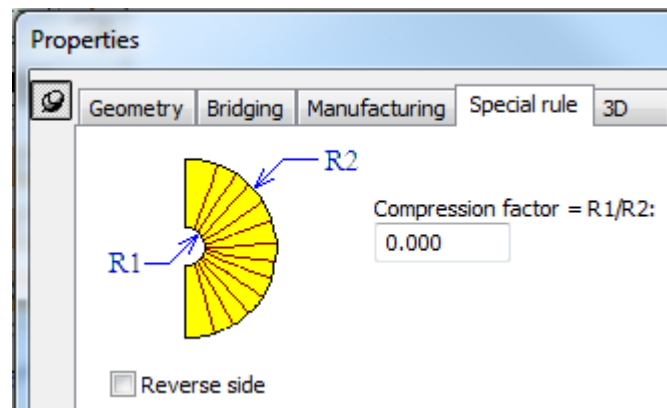 Properties
Geometry Bridging Manufacturing Special rule 3D
R2
Compression factor = R1/R2:
0.000
R1
Reverse side